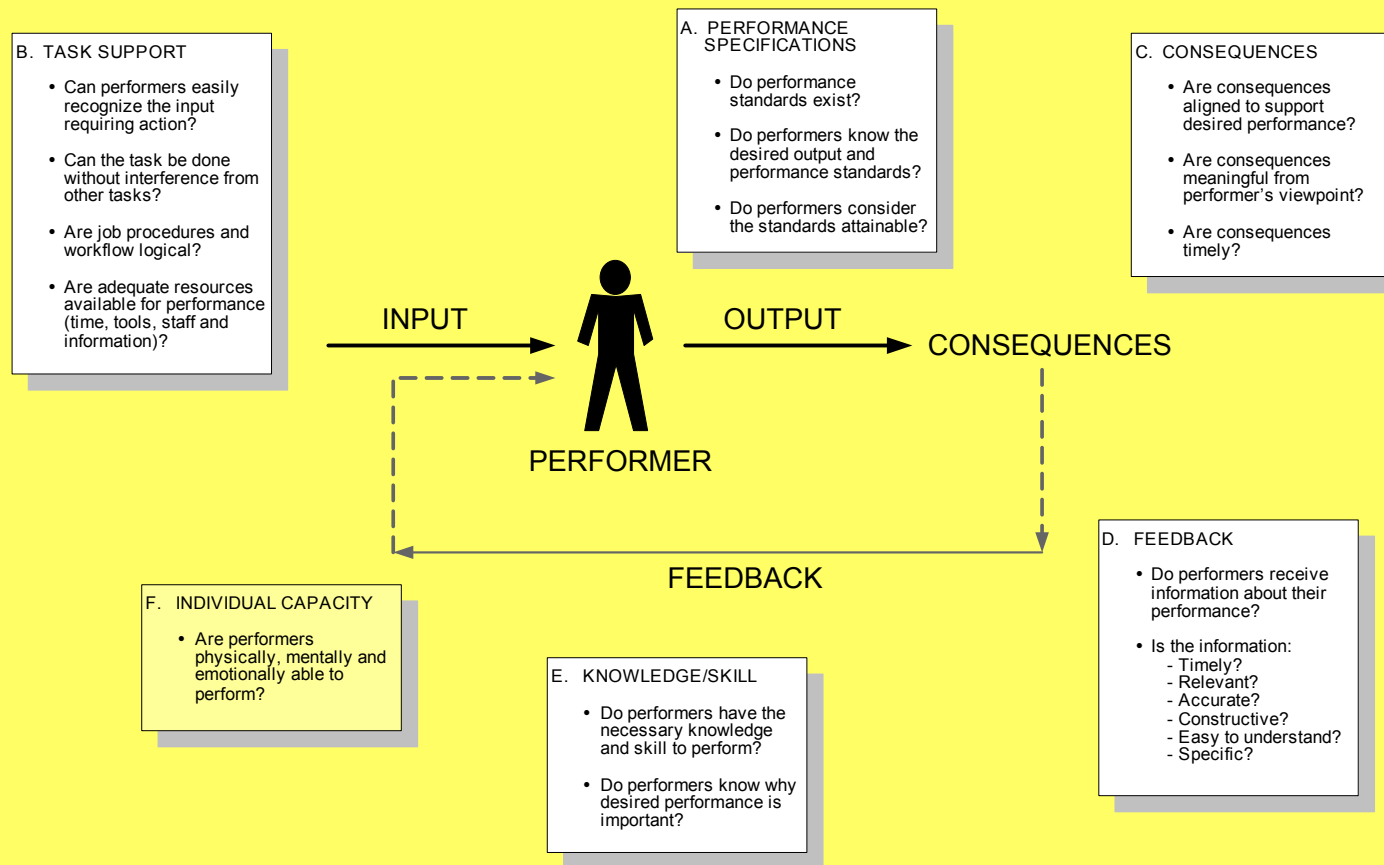 B. TASK SUPPORT
• Can performers easily
recognize the input
requiring action?
• Can the task be done
without interference from
other tasks?
• Are job procedures and
workflow logical?
• Are adequate resources
available for performance
(time, tools, staff and
information)?
A. PERFORMANCE
SPECIFICATIONS
• Do performance
standards exist?
• Do performers know the
desired output and
performance standards?
• Do performers consider
the standards attainable?
C. CONSEQUENCES
• Are consequences
aligned to support
desired performance?
• Are consequences
meaningful from
performer’s viewpoint?
• Are consequences
timely?
INPUT
OUTPUT
CONSEQUENCES
PERFORMER
FEEDBACK
D. FEEDBACK
• Do performers receive
information about their
performance?
• Is the information:
- Timely?
- Relevant?
- Accurate?
- Constructive?
- Easy to understand?
- Specific?
F. INDIVIDUAL CAPACITY
• Are performers
physically, mentally and
emotionally able to
perform?
E. KNOWLEDGE/SKILL
• Do performers have the
necessary knowledge
and skill to perform?
• Do performers know why
desired performance is
important?